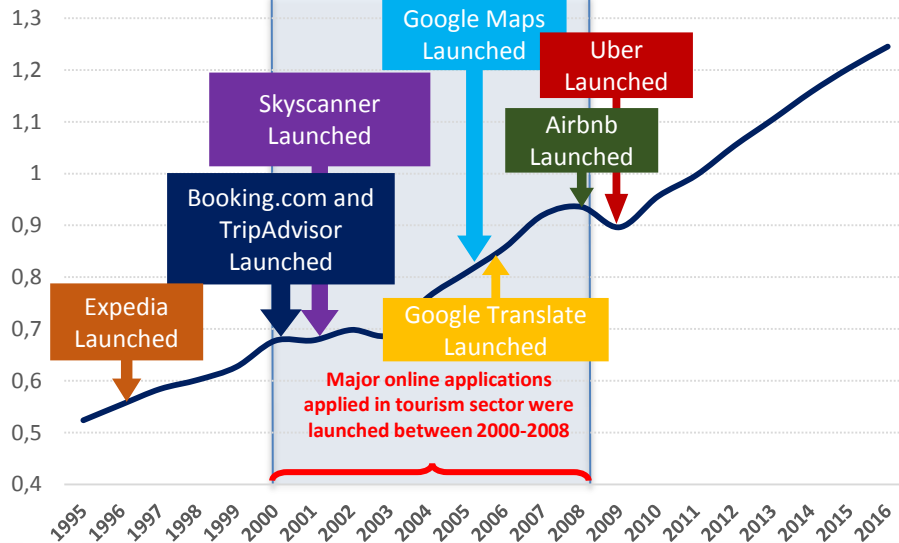 1,3
1,2
1,1
1
0,9
0,8
0,7
0,6
0,5
0,4
Google Maps
Launched
Uber
Launched
Skyscanner
Launched
Airbnb
Launched
Booking.com and
TripAdvisor
Launched
Expedia
Launched
Google Translate
Launched
Major online applications
applied in tourism sector were
launched between 2000-2008
1995
1996
1997
1998
1999
2000
2001
2002
2003
2004
2005
2006
2007
2008
2009
2010
2011
2012
2013
2014
2015
2016